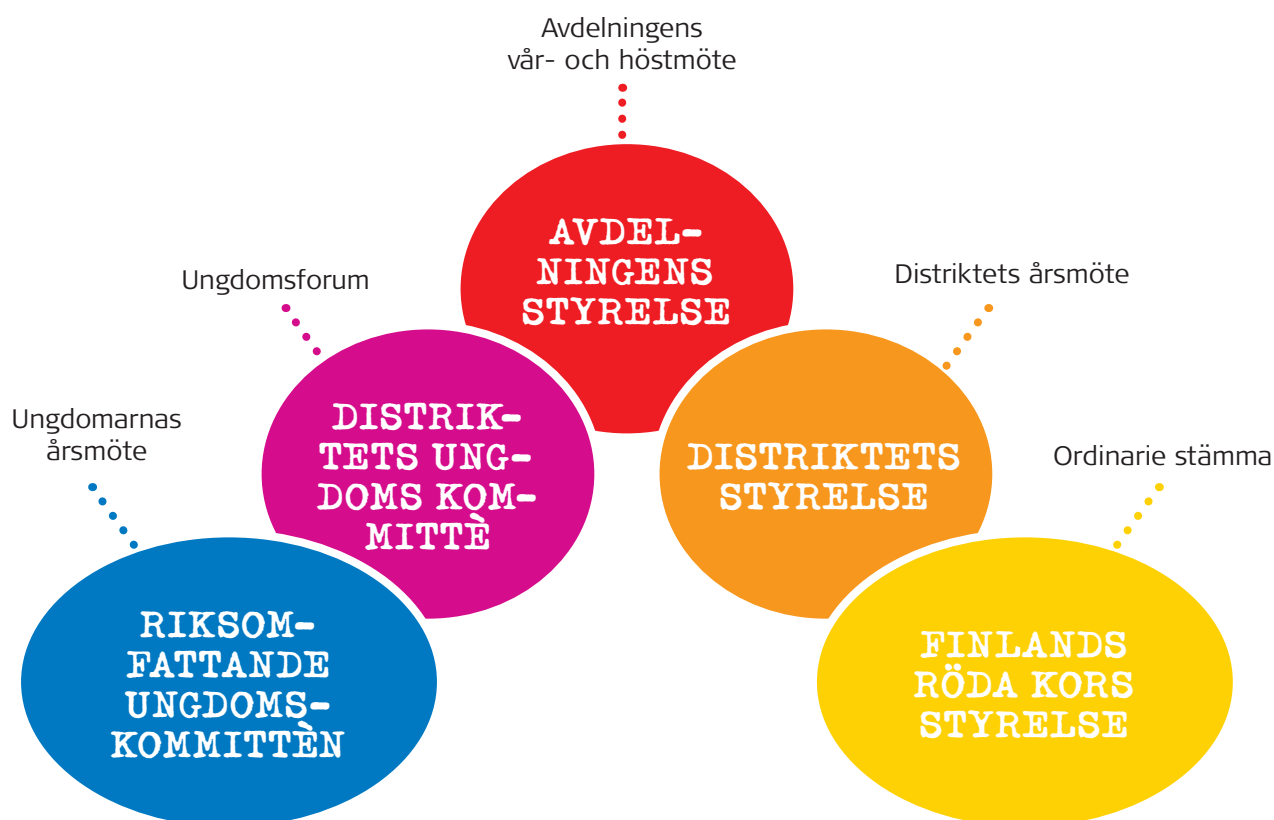 Avdelningens
vår- och höstmöte
AVDEL-
NINGENS
STYRELSE
Ungdomsforum
DISTRIK-
TETS UNG-
DOMS KOM-
MITTÈ
Distriktets årsmöte
DISTRIKTETS
STYRELSE
Ungdomarnas
årsmöte
RIKSOM-
FATTANDE
UNGDOMS-
KOMMITTÈN
Ordinarie stämma
FINLANDS
RÖDA KORS
STYRELSE